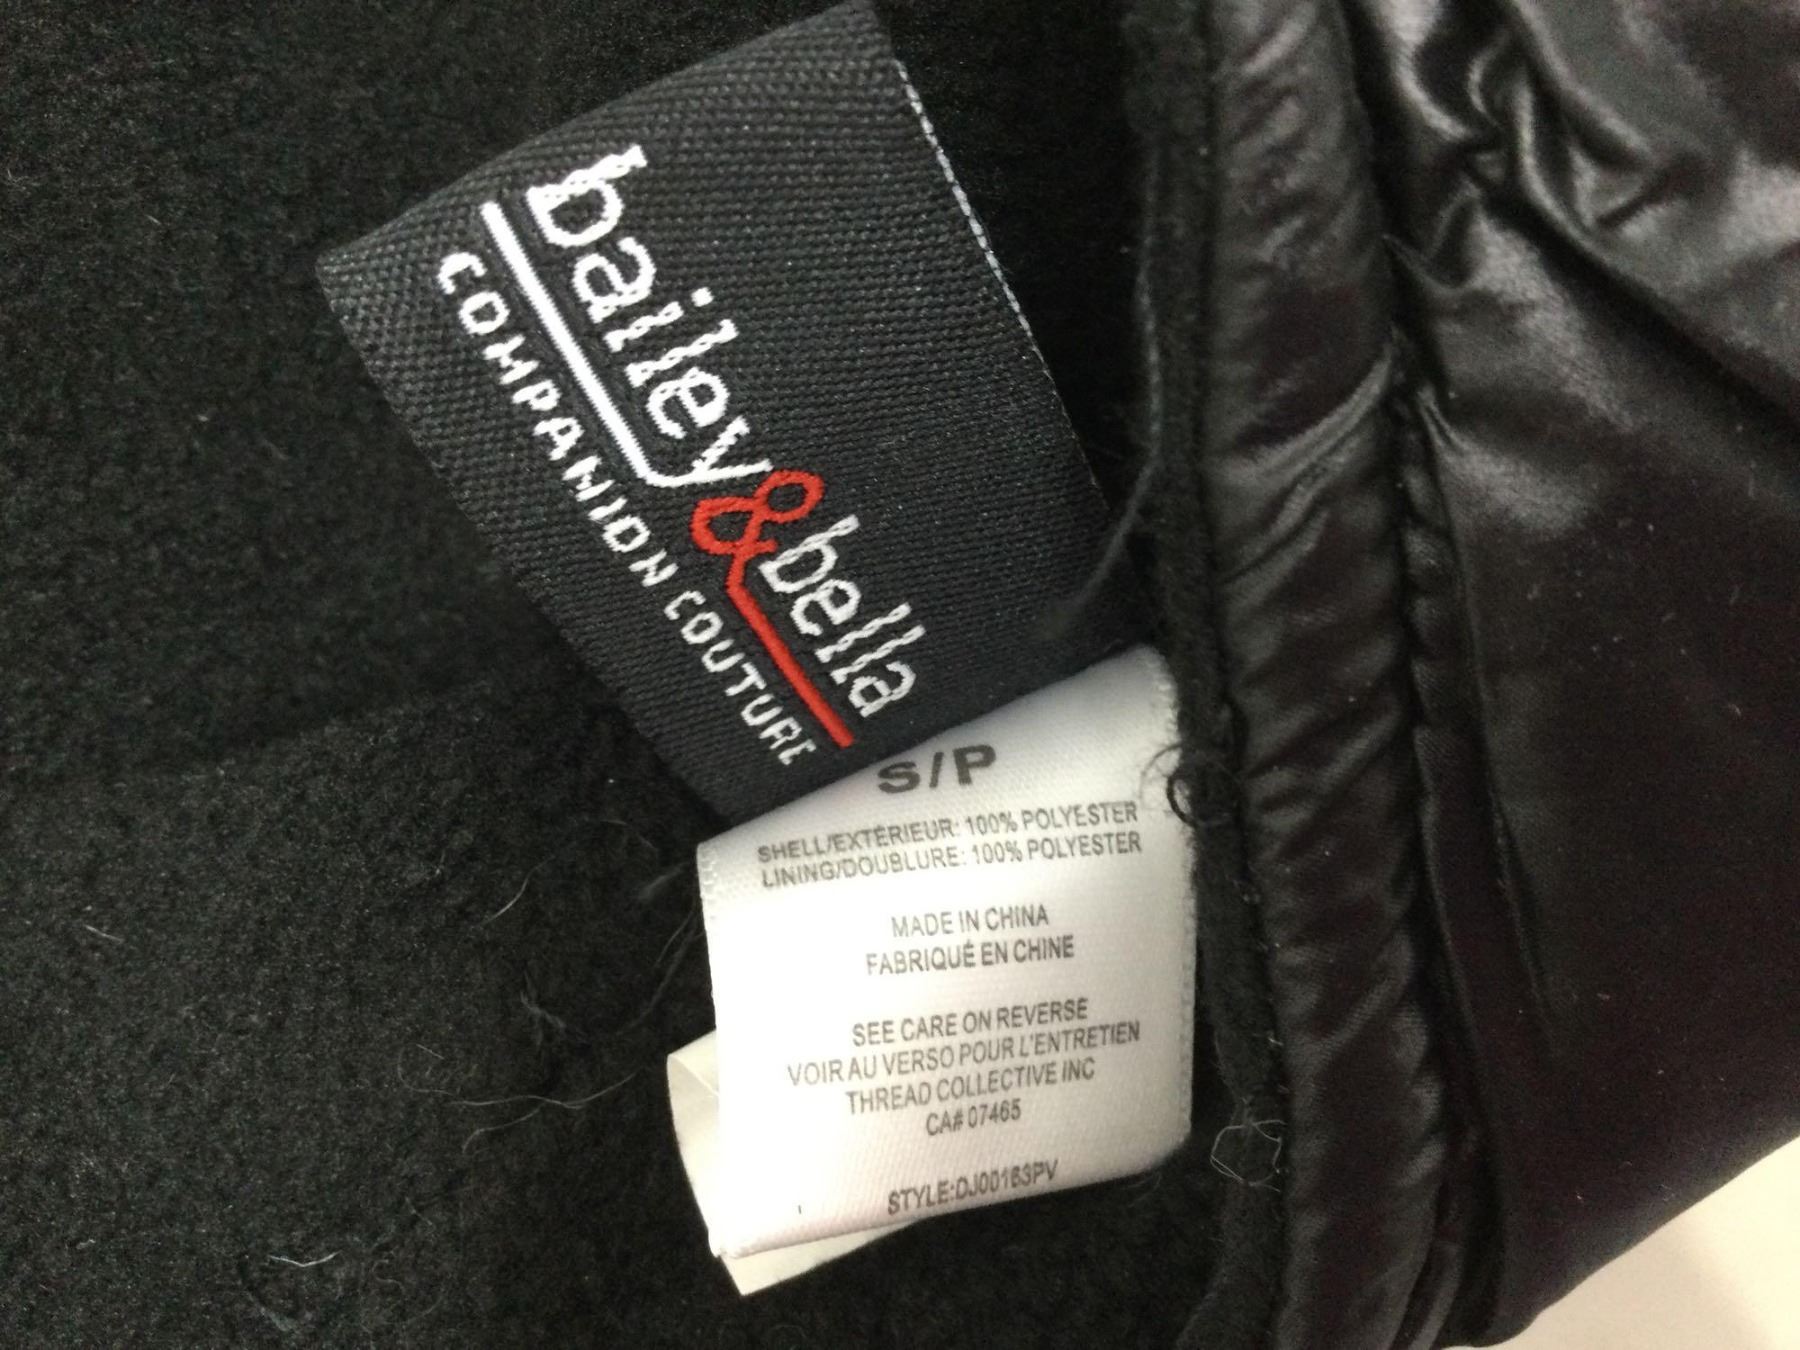 bailey&bella
COMPANION COUTURE
S/P
SHELL/EXTÉRIEUR: 100% POLYESTER
LINING/DOUBLURE: 100% POLYESTER
MADE IN CHINA
FABRIQUÉ EN CHINE
SEE CARE ON REVERSE
VOIR AU VERSO POUR L'ENTRETIEN
THREAD COLLECTIVE INC
CA# 07465
STYLE:DJ00163PV